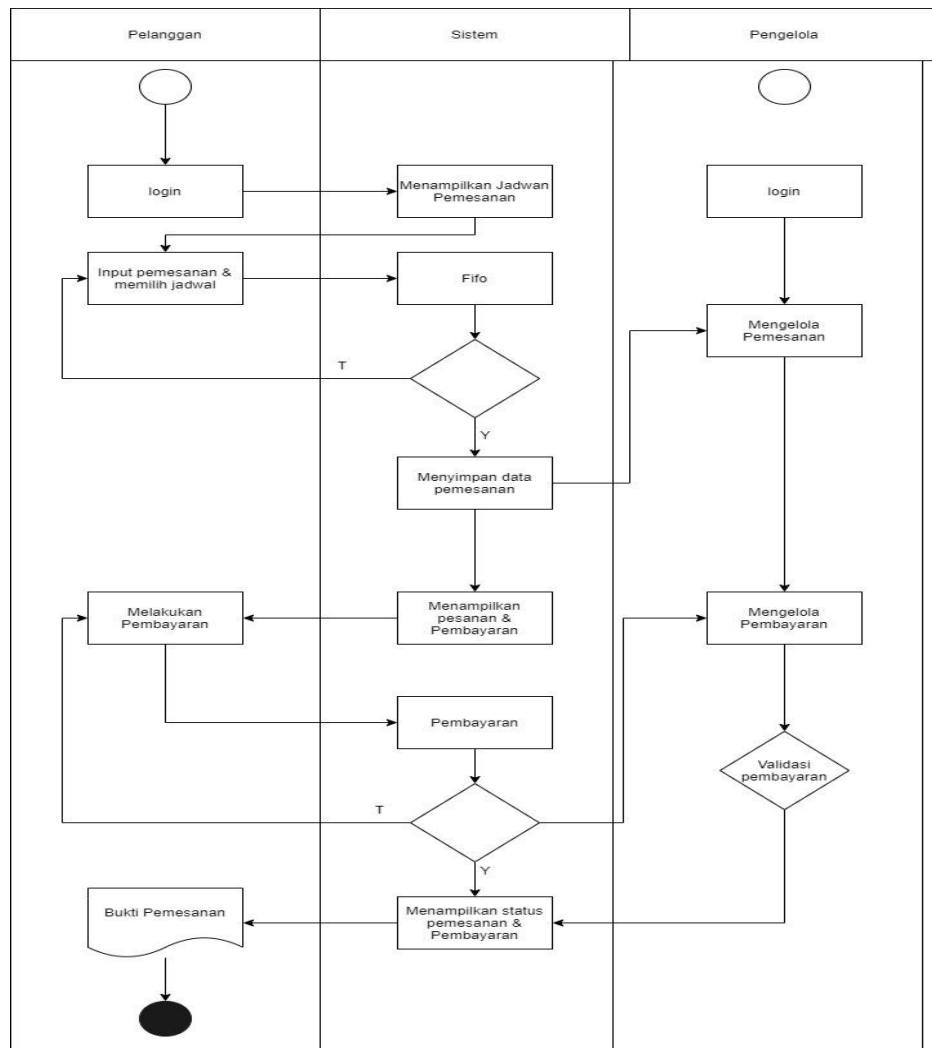 Pelanggan
Sistem
Pengelola
login
Menampilkan Jadwan
Pemesanan
login
Input pemesanan &
memilih jadwal
Fifo
Mengelola
Pemesanan
T
Y
Menyimpan data
pemesanan
Melakukan
Pembayaran
Menampilkan
pesanan &
Pembayaran
Mengelola
Pembayaran
Pembayaran
Validasi
pembayaran
T
Y
Bukti Pemesanan
Menampilkan status
pemesanan &
Pembayaran